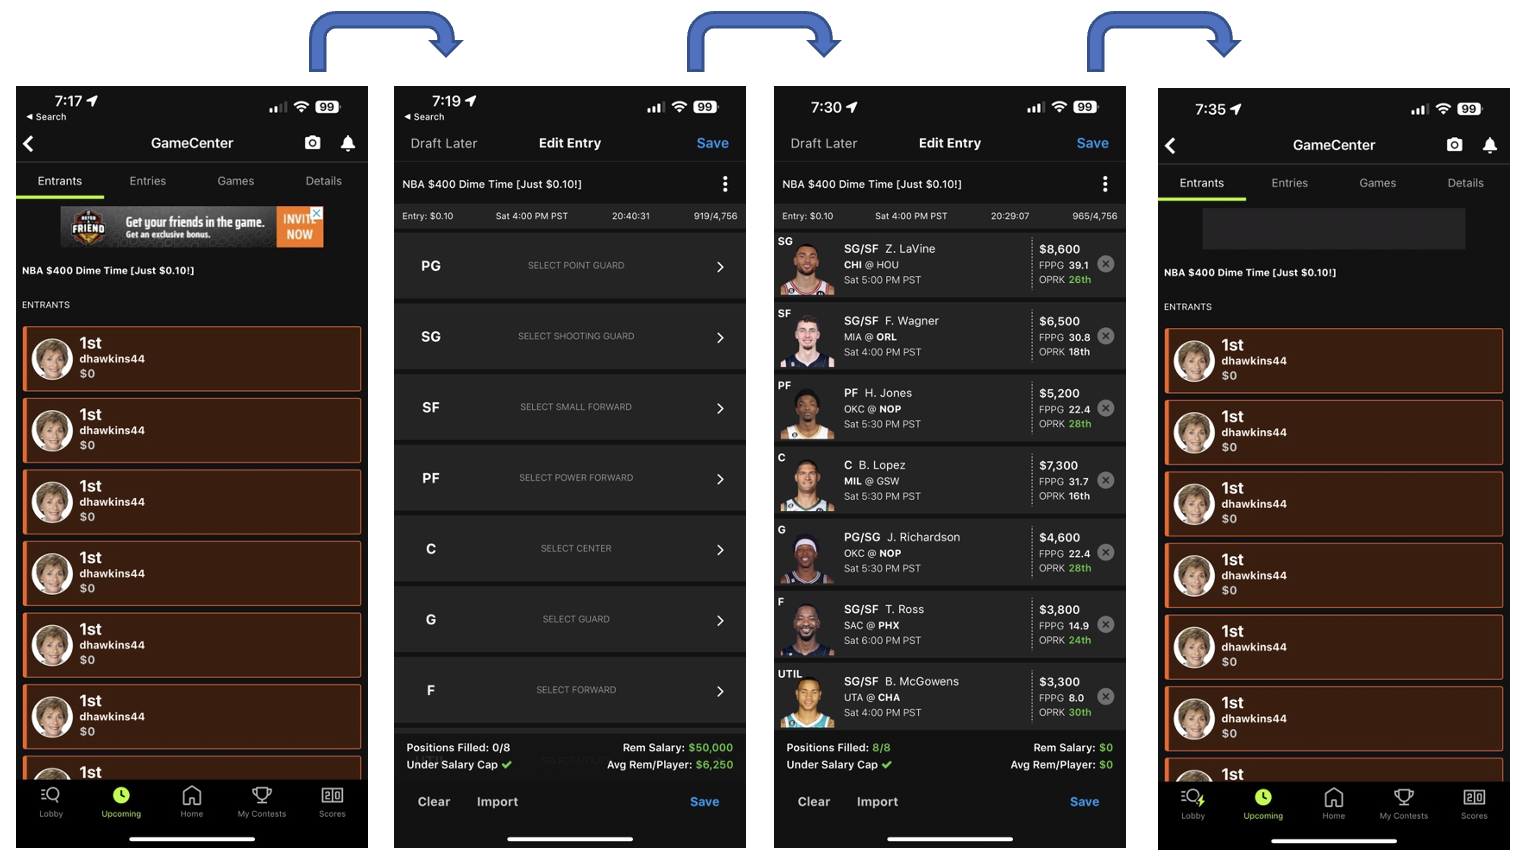 7:17
99
◄ Search
GameCenter
Entrants Entries Games Details
REFER A FRIEND
Get your friends in the game.
Get an exclusive bonus.
INVITE NOW
NBA $400 Dime Time [Just $0.10!]
ENTRANTS
1st
dhawkins44
$0
1st
dhawkins44
$0
1st
dhawkins44
$0
1st
dhawkins44
$0
1st
dhawkins44
$0
1st
dhawkins44
$0
1st
Lobby Upcoming Home My Contests Scores
7:19
99
◄ Search
Draft Later Edit Entry Save
NBA $400 Dime Time [Just $0.10!]
Entry: $0.10 Sat 4:00 PM PST 20:40:31 919/4,756
PG SELECT POINT GUARD
SG SELECT SHOOTING GUARD
SF SELECT SMALL FORWARD
PF SELECT POWER FORWARD
C SELECT CENTER
G SELECT GUARD
F SELECT FORWARD
Positions Filled: 0/8 Rem Salary: $50,000
Under Salary Cap Avg Rem/Player: $6,250
Clear Import Save
7:30
99
Draft Later Edit Entry Save
NBA $400 Dime Time [Just $0.10!]
Entry: $0.10 Sat 4:00 PM PST 20:29:07 965/4,756
SG
SG/SF Z. LaVine $8,600
CHI @ HOU FPPG 39.1
Sat 5:00 PM PST OPRK 26th
SF
SG/SF F. Wagner $6,500
MIA @ ORL FPPG 30.8
Sat 4:00 PM PST OPRK 18th
PF
PF H. Jones $5,200
OKC @ NOP FPPG 22.4
Sat 5:30 PM PST OPRK 28th
C
C B. Lopez $7,300
MIL @ GSW FPPG 31.7
Sat 5:30 PM PST OPRK 16th
G
PG/SG J. Richardson $4,600
OKC @ NOP FPPG 22.4
Sat 5:30 PM PST OPRK 28th
F
SG/SF T. Ross $3,800
SAC @ PHX FPPG 14.9
Sat 6:00 PM PST OPRK 24th
UTIL
SG/SF B. McGowens $3,300
UTA @ CHA FPPG 8.0
Sat 4:00 PM PST OPRK 30th
Positions Filled: 8/8 Rem Salary: $0
Under Salary Cap Avg Rem/Player: $0
Clear Import Save
7:35
99
GameCenter
Entrants Entries Games Details
NBA $400 Dime Time [Just $0.10!]
ENTRANTS
1st
dhawkins44
$0
1st
dhawkins44
$0
1st
dhawkins44
$0
1st
dhawkins44
$0
1st
dhawkins44
$0
1st
dhawkins44
$0
1st
Lobby Upcoming Home My Contests Scores